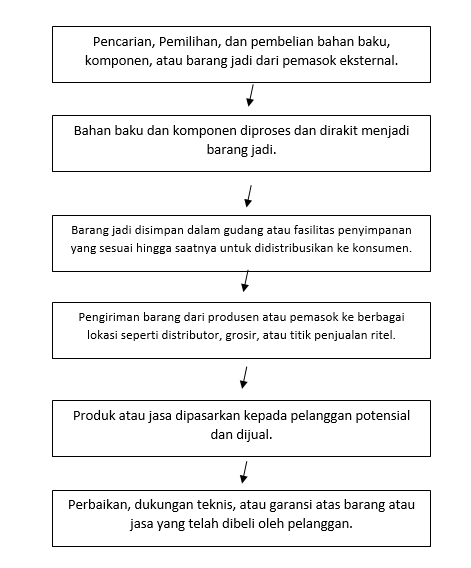 Pencarian, Pemilihan, dan pembelian bahan baku,
komponen, atau barang jadi dari pemasok eksternal.
Bahan baku dan komponen diproses dan dirakit menjadi
barang jadi.
Barang jadi disimpan dalam gudang atau fasilitas penyimpanan
yang sesuai hingga saatnya untuk didistribusikan ke konsumen.
Pengiriman barang dari produsen atau pemasok ke berbagai
lokasi seperti distributor, grosir, atau titik penjualan ritel.
Produk atau jasa dipasarkan kepada pelanggan potensial
dan dijual.
Perbaikan, dukungan teknis, atau garansi atas barang atau
jasa yang telah dibeli oleh pelanggan.